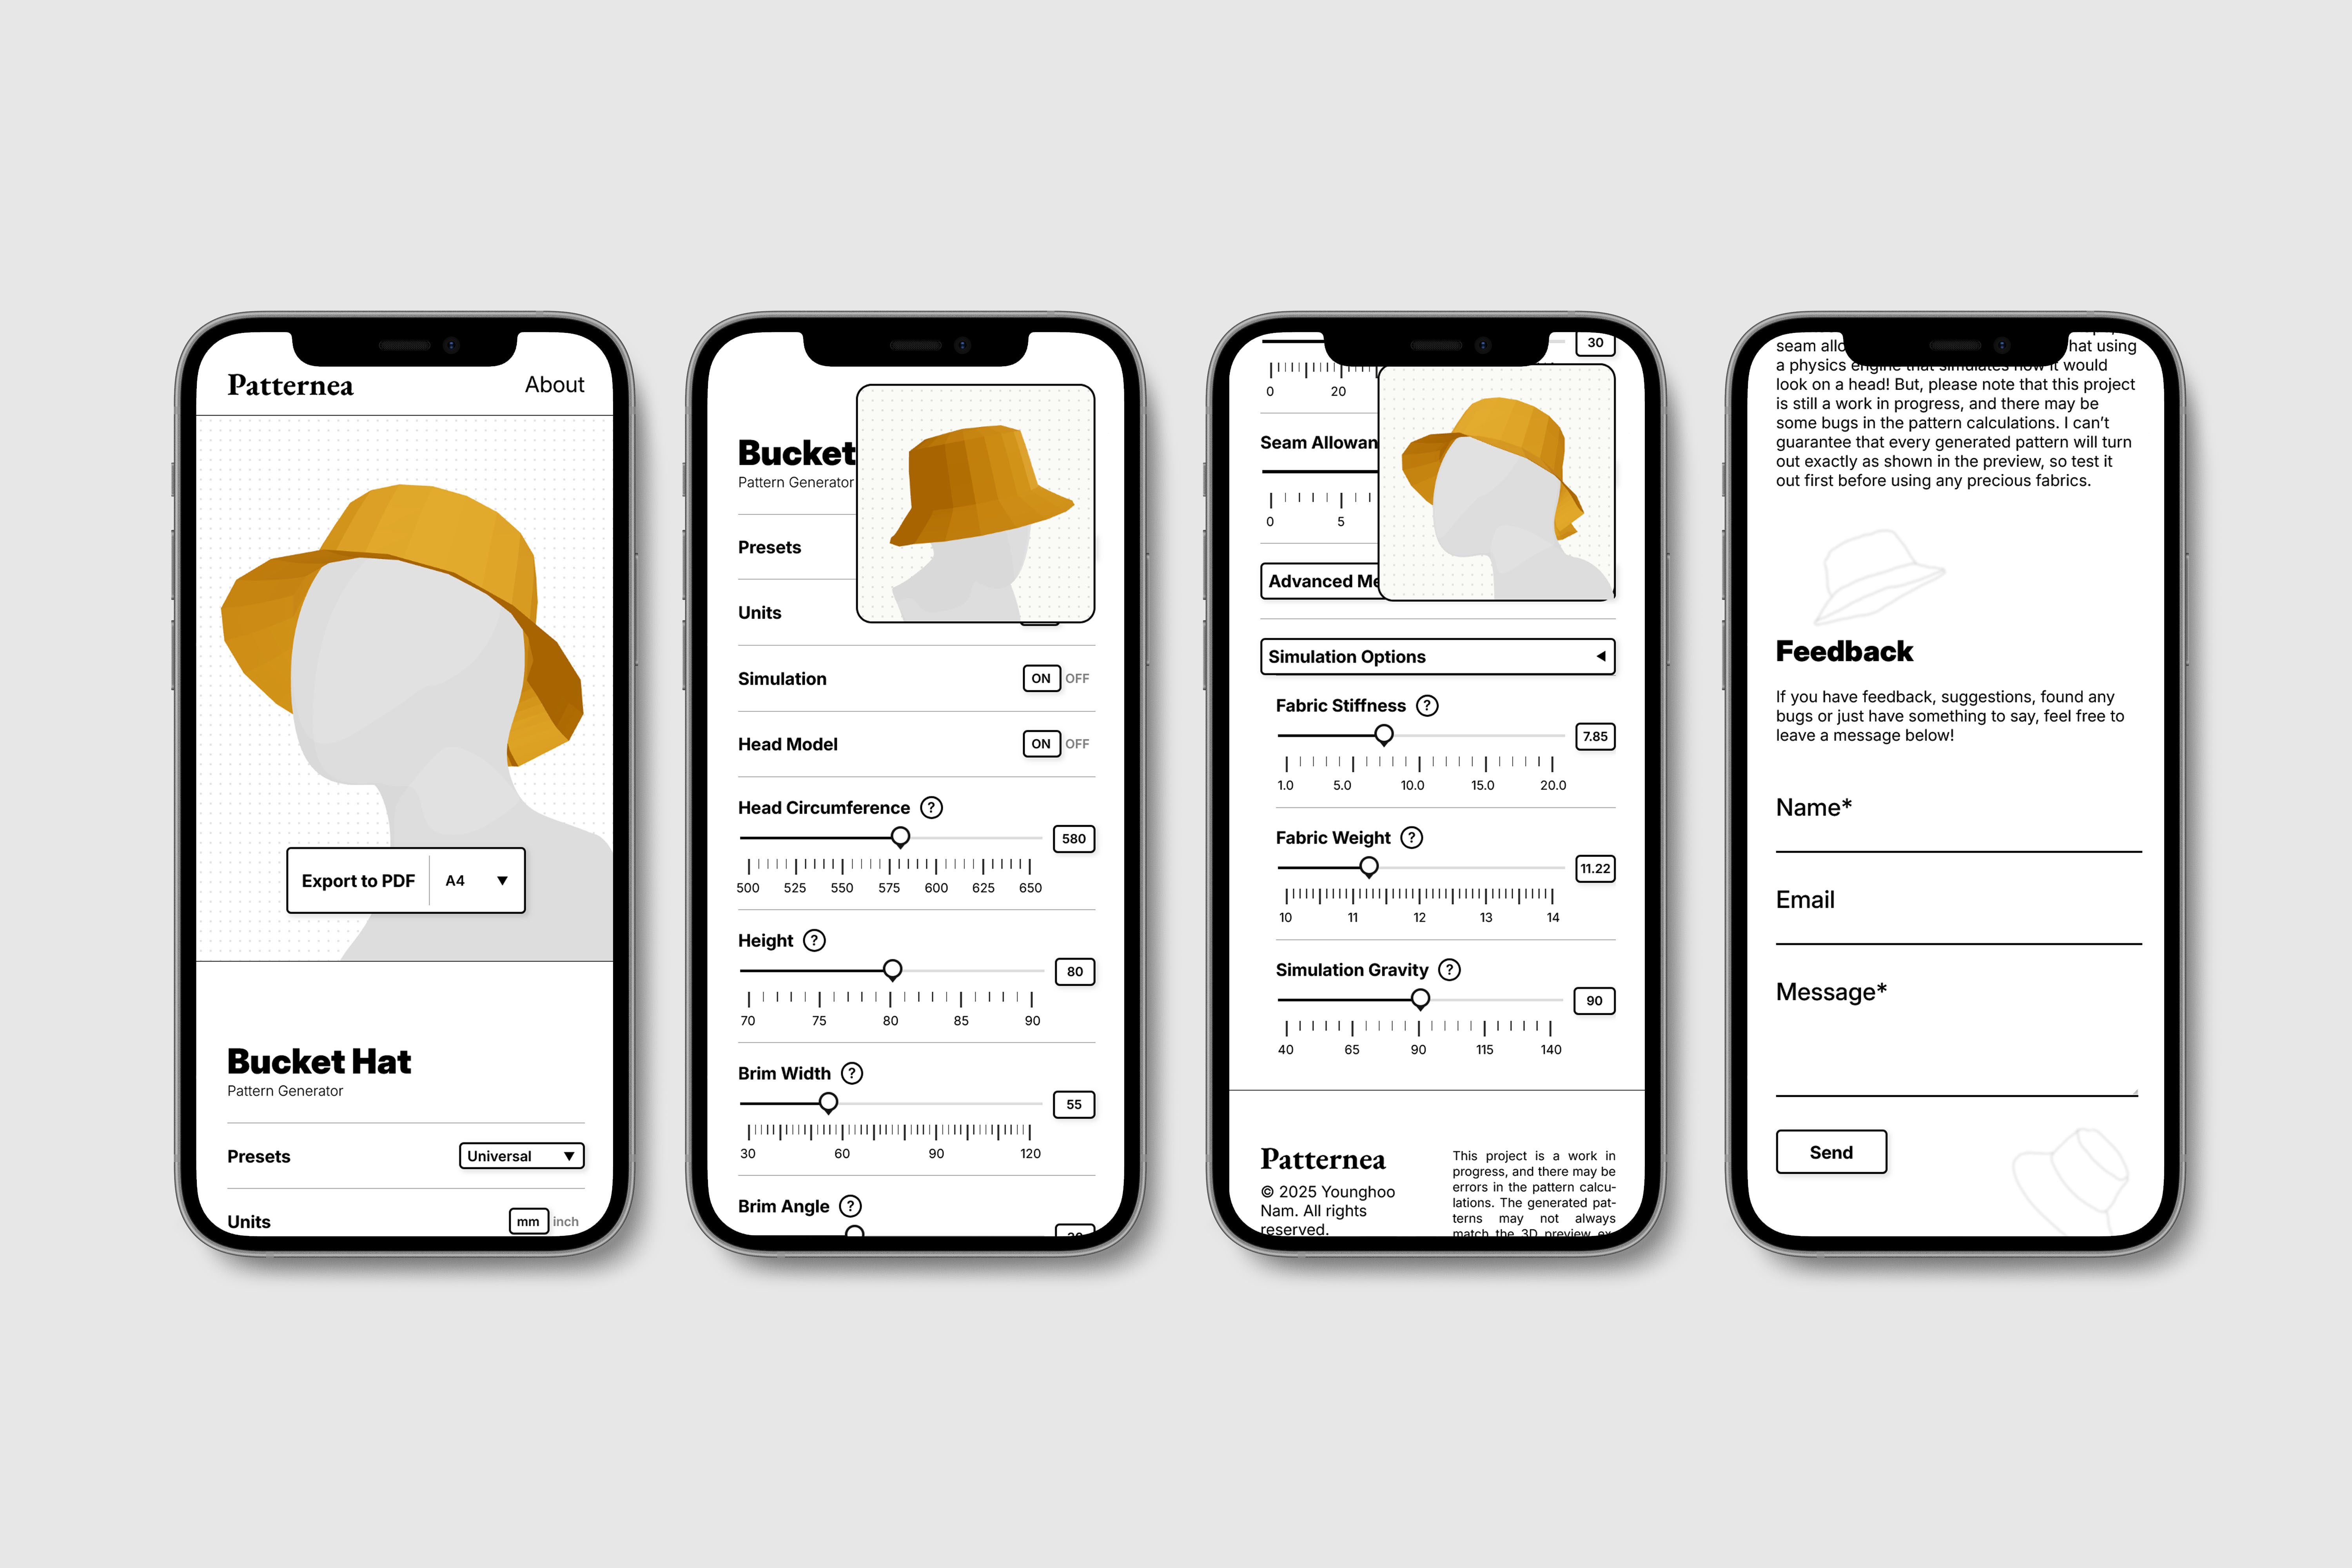 Patternea
About
Export to PDF
A4
Bucket Hat
Pattern Generator
Presets
Universal
Units
mm inch
Bucket
Pattern Generator
Presets
Units
Simulation
ON OFF
Head Model
ON OFF
Head Circumference ?
580
500 525 550 575 600 625 650
Height ?
80
70 75 80 85 90
Brim Width ?
55
30 60 90 120
Brim Angle ?
30
0 20
Seam Allowan
0 5
Advanced Me
Simulation Options
Fabric Stiffness ?
7.85
1.0 5.0 10.0 15.0 20.0
Fabric Weight ?
11.22
10 11 12 13 14
Simulation Gravity ?
90
40 65 90 115 140
Patternea
© 2025 Younghoo
Nam. All rights
reserved.
This project is a work in
progress, and there may be
errors in the pattern calcu-
lations. The generated pat-
terns may not always
match the 3D preview ex-
seam allo hat using
a physics engine that simulates how it would
look on a head! But, please note that this project
is still a work in progress, and there may be
some bugs in the pattern calculations. I can't
guarantee that every generated pattern will turn
out exactly as shown in the preview, so test it
out first before using any precious fabrics.
Feedback
If you have feedback, suggestions, found any
bugs or just have something to say, feel free to
leave a message below!
Name*
Email
Message*
Send